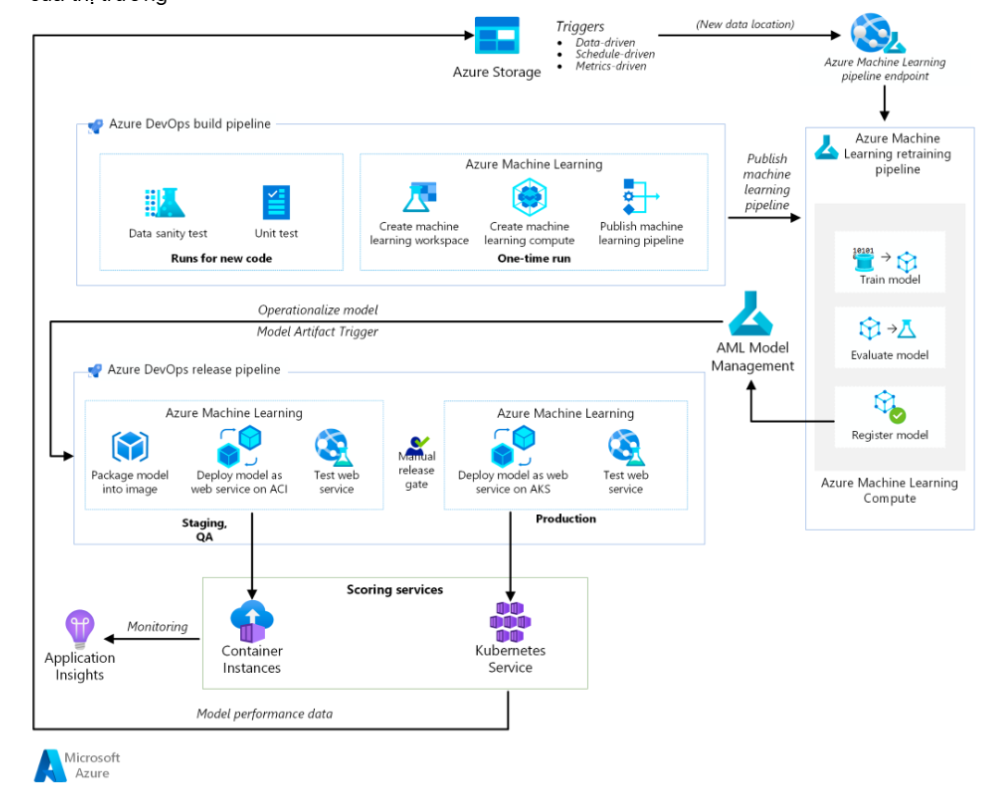 của thị trường
Triggers
• Data-driven
• Schedule-driven
• Metrics-driven
(New data location)
Azure Storage
Azure Machine Learning
pipeline endpoint
Azure DevOps build pipeline
Data sanity test
Unit test
Runs for new code
Azure Machine Learning
Create machine
learning workspace
Create machine
learning compute
Publish machine
learning pipeline
One-time run
Publish
machine
learning
pipeline
Azure Machine
Learning retraining
pipeline
10101
Train model
Evaluate model
Register model
Azure Machine Learning
Compute
Operationalize model
Model Artifact Trigger
AML Model
Management
Azure DevOps release pipeline
Azure Machine Learning
Package model
into image
Deploy model as
web service on ACI
Test web
service
Staging,
QA
Manual
release
gate
Azure Machine Learning
Deploy model as web
service on AKS
Test web
service
Production
Scoring services
Container
Instances
Kubernetes
Service
Monitoring
Application
Insights
Model performance data
Microsoft
Azure